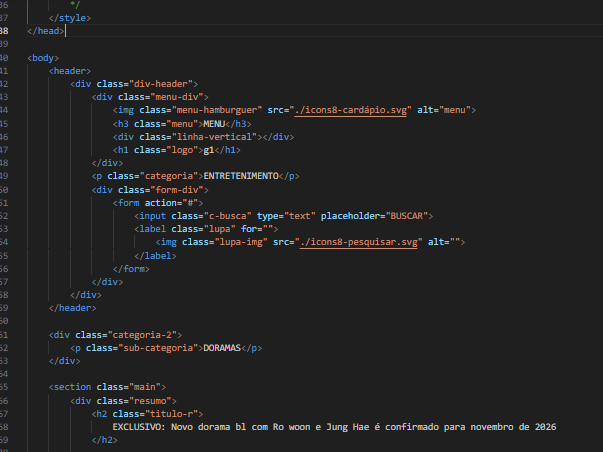 36 */
37 </style>
38 </head>
39
40 <body>
41 <header>
42 <div class="div-header">
43 <div class="menu-div">
44 <img class="menu-hamburguer" src="./icons8-cardápio.svg" alt="menu">
45 <h3 class="menu">MENU</h3>
46 <div class="linha-vertical"></div>
47 <h1 class="logo">g1</h1>
48 </div>
49 <p class="categoria">ENTRETENIMENTO</p>
50 <div class="form-div">
51 <form action="#">
52 <input class="c-busca" type="text" placeholder="BUSCAR">
53 <label class="lupa" for="">
54 <img class="lupa-img" src="./icons8-pesquisar.svg" alt="">
55 </label>
56 </form>
57 </div>
58 </div>
59 </header>
60
61 <div class="categoria-2">
62 <p class="sub-categoria">DORAMAS</p>
63 </div>
64
65 <section class="main">
66 <div class="resumo">
67 <h2 class="titulo-r">
68 EXCLUSIVO: Novo dorama bl com Ro woon e Jung Hae é confirmado para novembro de 2026
69 </h2>